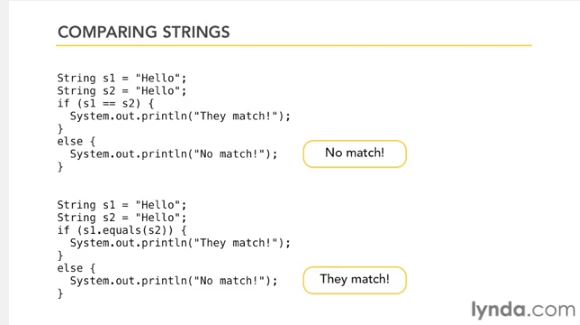 COMPARING STRINGS
String s1 = "Hello";
String s2 = "Hello";
if (s1 == s2) {
  System.out.println("They match!");
}
else {
  System.out.println("No match!");
}
No match!
String s1 = "Hello";
String s2 = "Hello";
if (s1.equals(s2)) {
  System.out.println("They match!");
}
else {
  System.out.println("No match!");
}
They match!
lynda.com